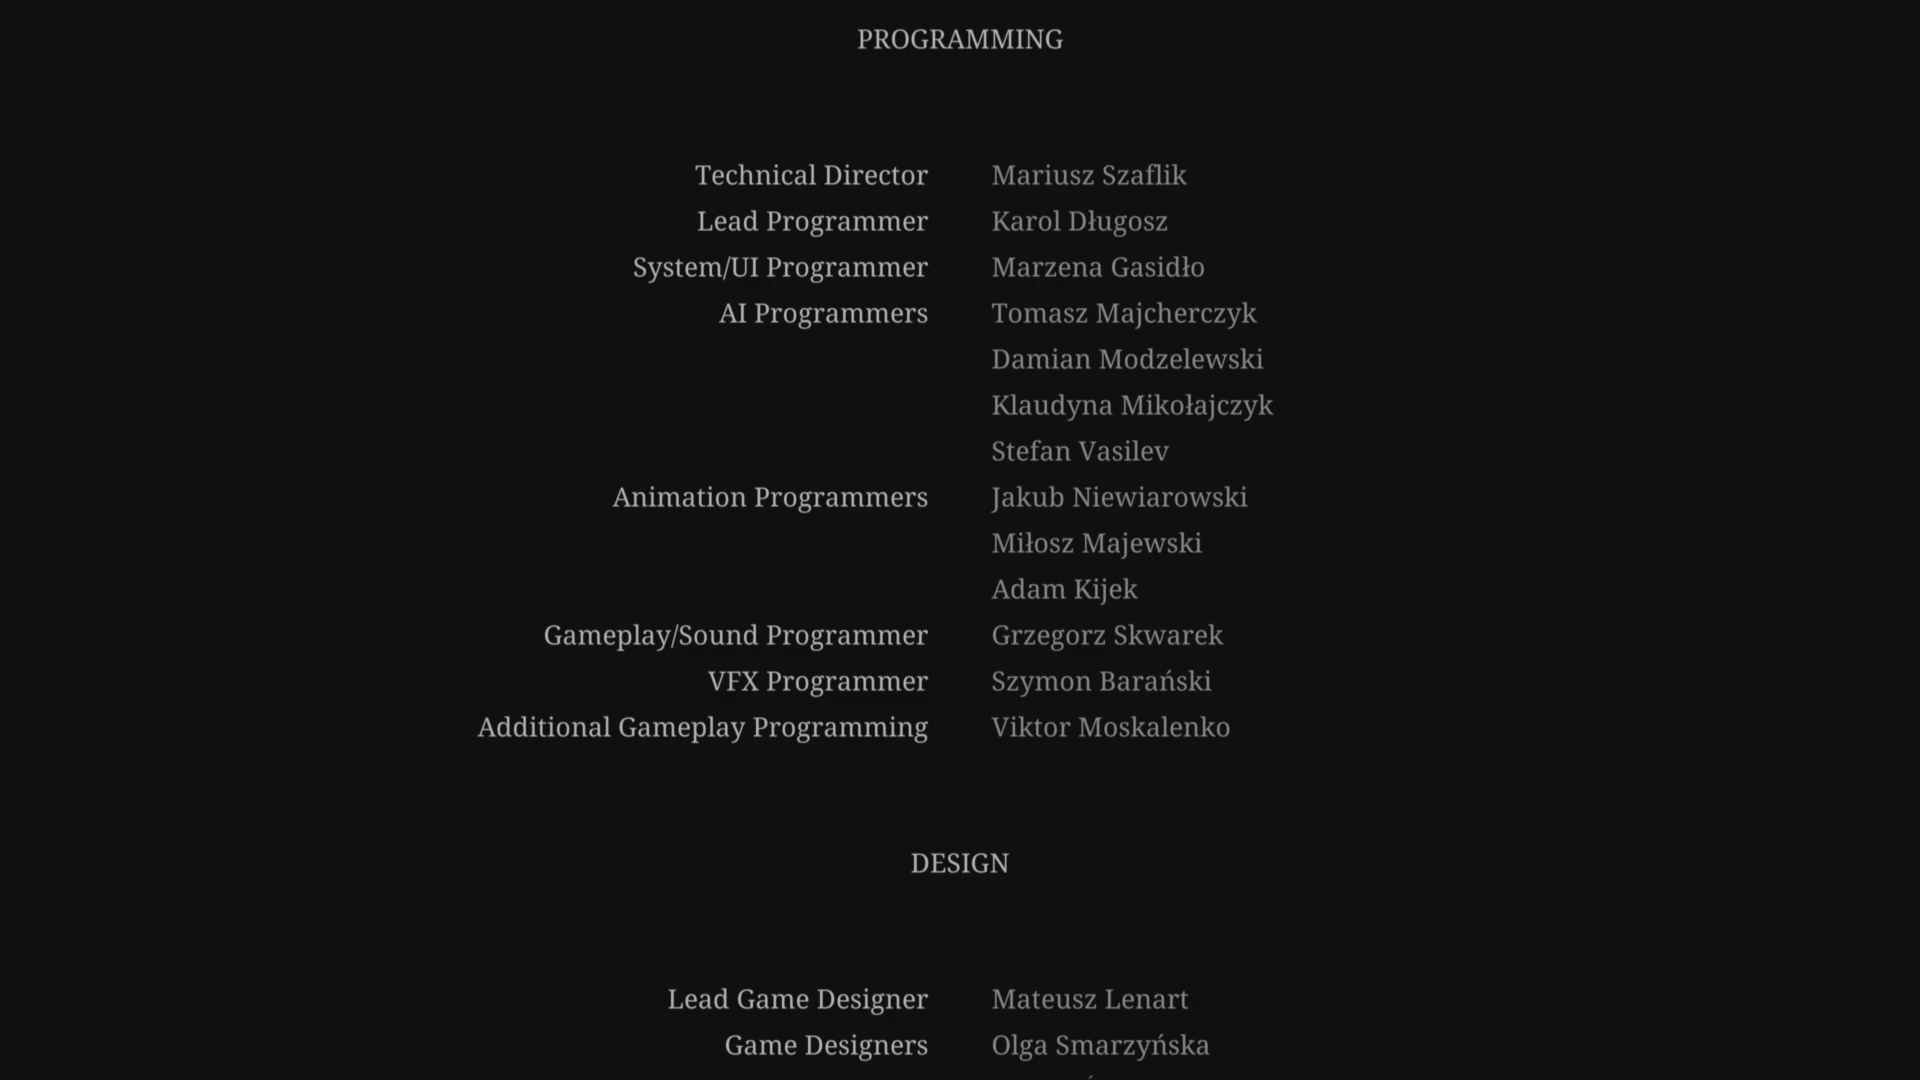 PROGRAMMING
Technical Director Mariusz Szaflik
Lead Programmer Karol Długosz
System/UI Programmer Marzena Gasidło
AI Programmers Tomasz Majcherczyk
Damian Modzelewski
Klaudyna Mikołajczyk
Stefan Vasilev
Animation Programmers Jakub Niewiarowski
Miłosz Majewski
Adam Kijek
Gameplay/Sound Programmer Grzegorz Skwarek
VFX Programmer Szymon Barański
Additional Gameplay Programming Viktor Moskalenko
DESIGN
Lead Game Designer Mateusz Lenart
Game Designers Olga Smarzyńska